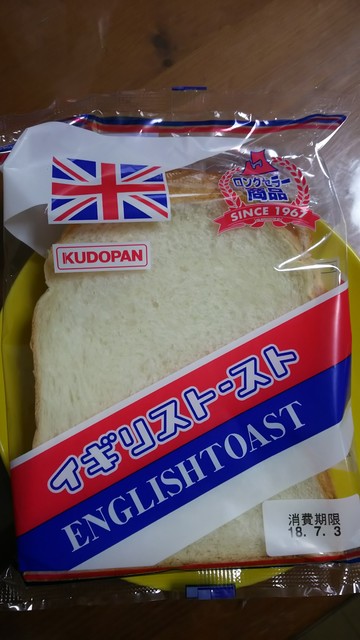 ロングセラー
商品
SINCE 1967
KUDOPAN
イギリストースト
ENGLISHTOAST
消費期限
18.7.3